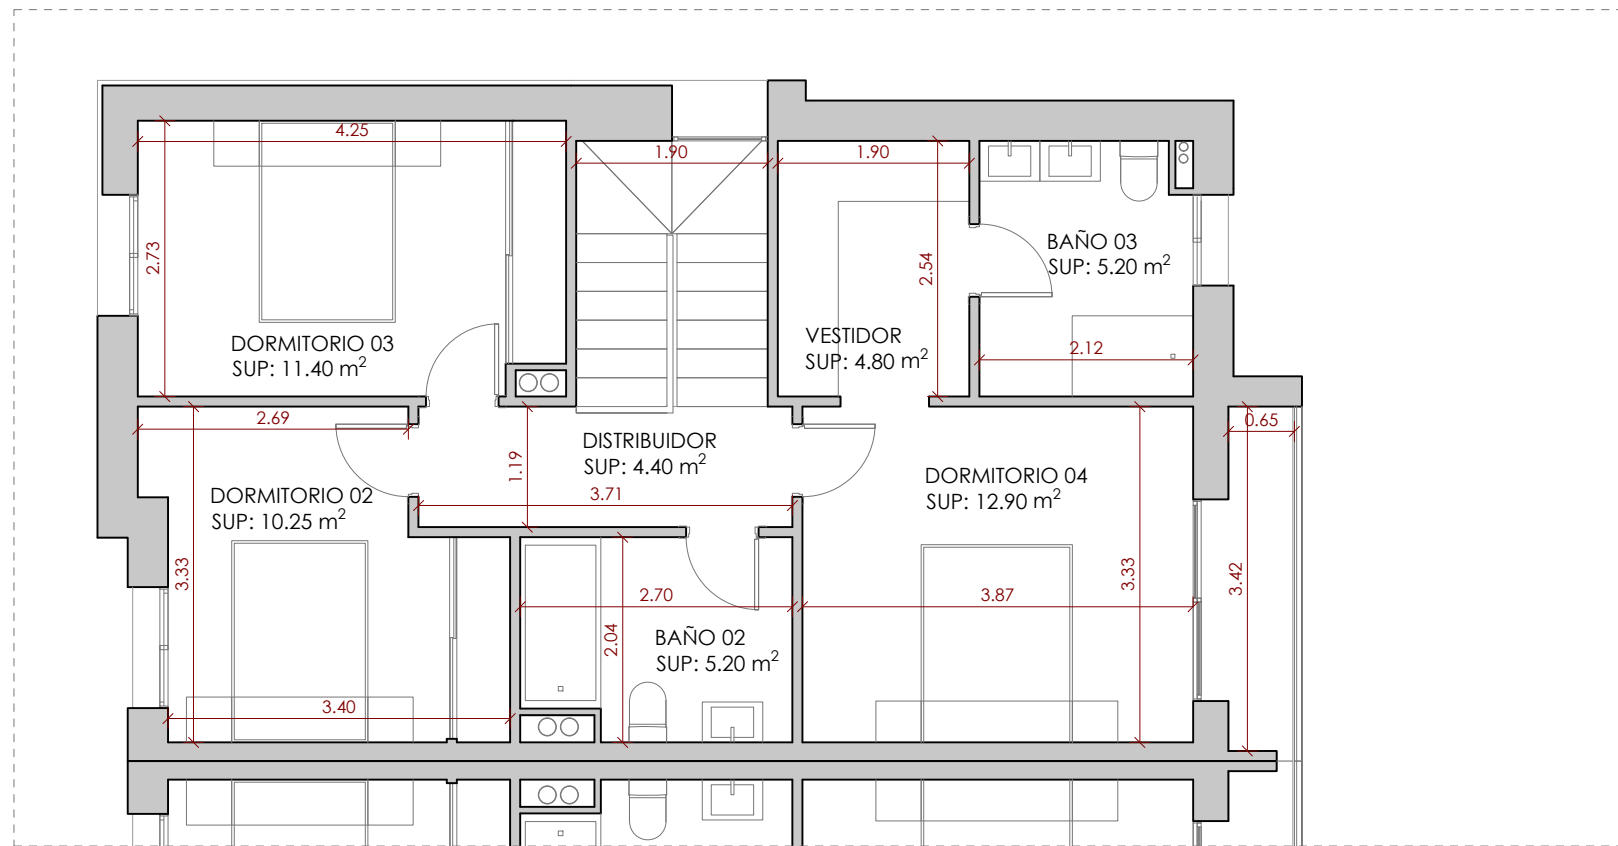 4.25
1.90
1.90
2.73
2.54
BAÑO 03
SUP: 5.20 m²
DORMITORIO 03
SUP: 11.40 m²
VESTIDOR
SUP: 4.80 m²
2.12
2.69
0.65
1.19
DISTRIBUIDOR
SUP: 4.40 m²
DORMITORIO 04
SUP: 12.90 m²
DORMITORIO 02
SUP: 10.25 m²
3.71
3.33
3.33
3.42
2.70
3.87
2.04
BAÑO 02
SUP: 5.20 m²
3.40